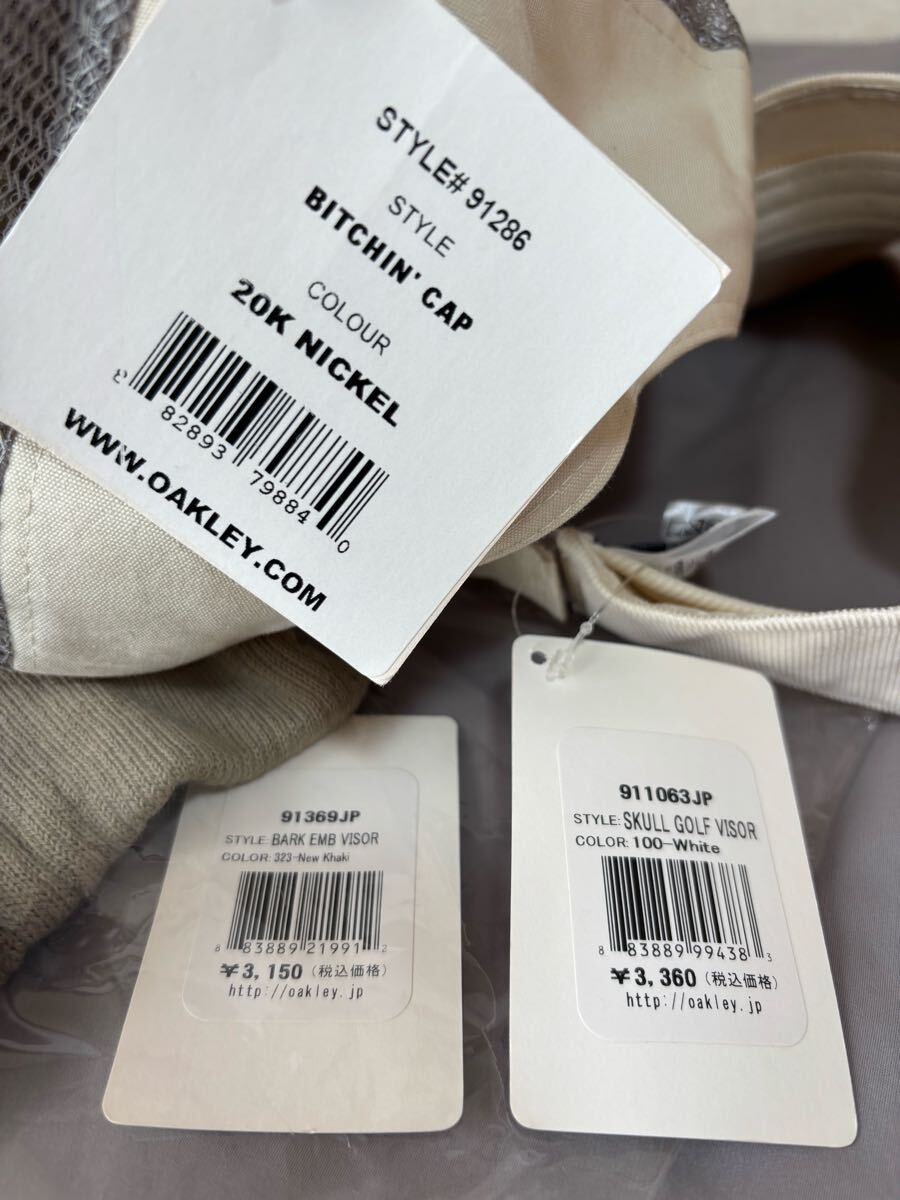 STYLE# 91286
STYLE
BITCHIN' CAP
COLOUR
20K NICKEL
82893 79884 0
WWW.OAKLEY.COM
91369JP
STYLE: BARK EMB VISOR
COLOR: 323-New Khaki
8 83889 21991 2
¥3,150 (税込価格)
http://oakley.jp
911063JP
STYLE: SKULL GOLF VISOR
COLOR: 100-White
8 83889 99438 3
¥3,360 (税込価格)
http://oakley.jp